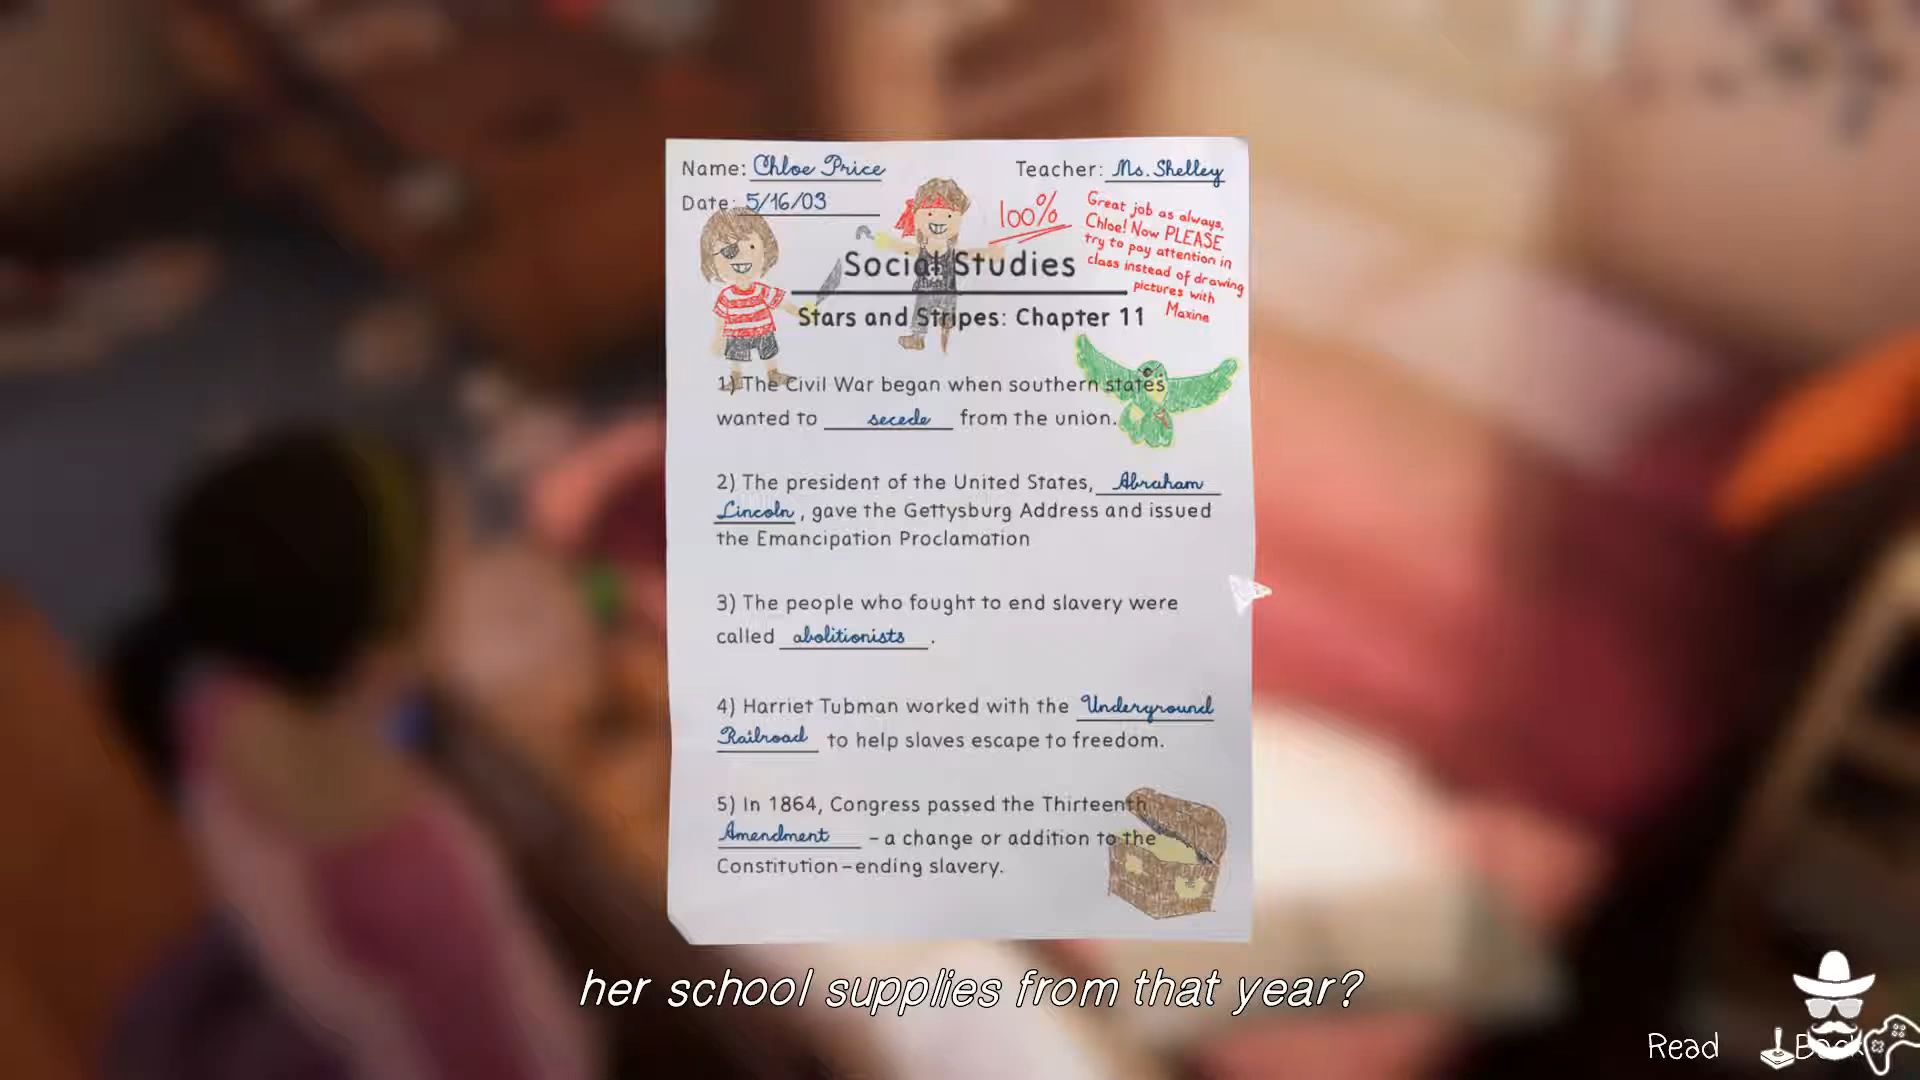 Name: Chloe Price
Teacher: Ms. Shelley
Date: 5/16/03
100%
Great job as always,
Chloe! Now PLEASE
try to pay attention in
class instead of drawing
pictures with
Maxine
Social Studies
Stars and Stripes: Chapter 11
1) The Civil War began when southern states
wanted to secede from the union.
2) The president of the United States, Abraham
Lincoln, gave the Gettysburg Address and issued
the Emancipation Proclamation
3) The people who fought to end slavery were
called abolitionists.
4) Harriet Tubman worked with the Underground
Railroad to help slaves escape to freedom.
5) In 1864, Congress passed the Thirteenth
Amendment – a change or addition to the
Constitution – ending slavery.
her school supplies from that year?
Read
Back